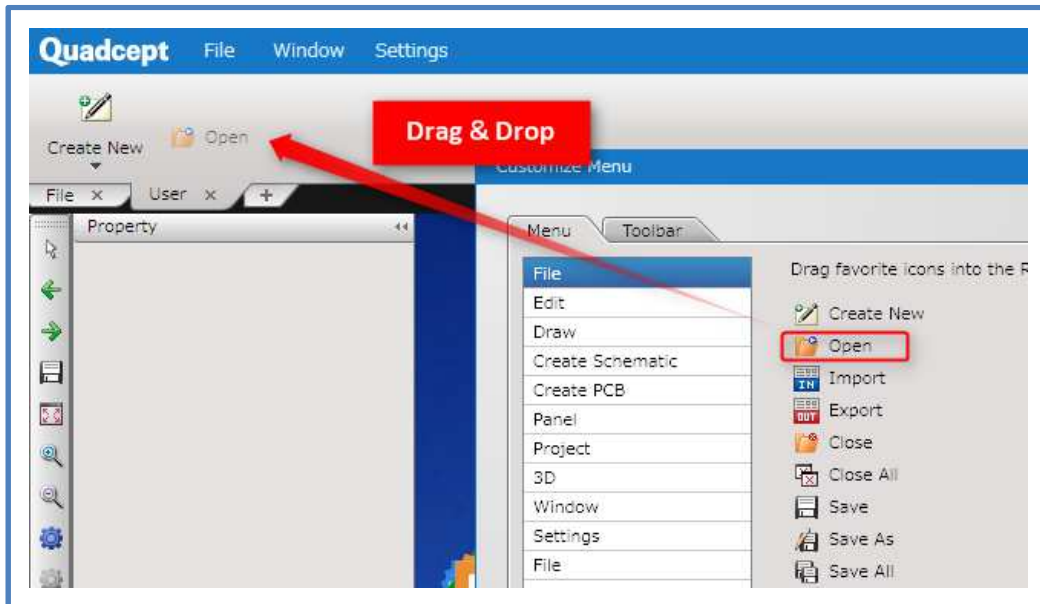 Quadcept File Window Settings
Create New
Open
Drag & Drop
Customize Menu
File × User × +
Property
Menu Toolbar
File
Edit
Draw
Create Schematic
Create PCB
Panel
Project
3D
Window
Settings
File
Drag favorite icons into the R
Create New
Open
IN Import
OUT Export
Close
Close All
Save
Save As
Save All